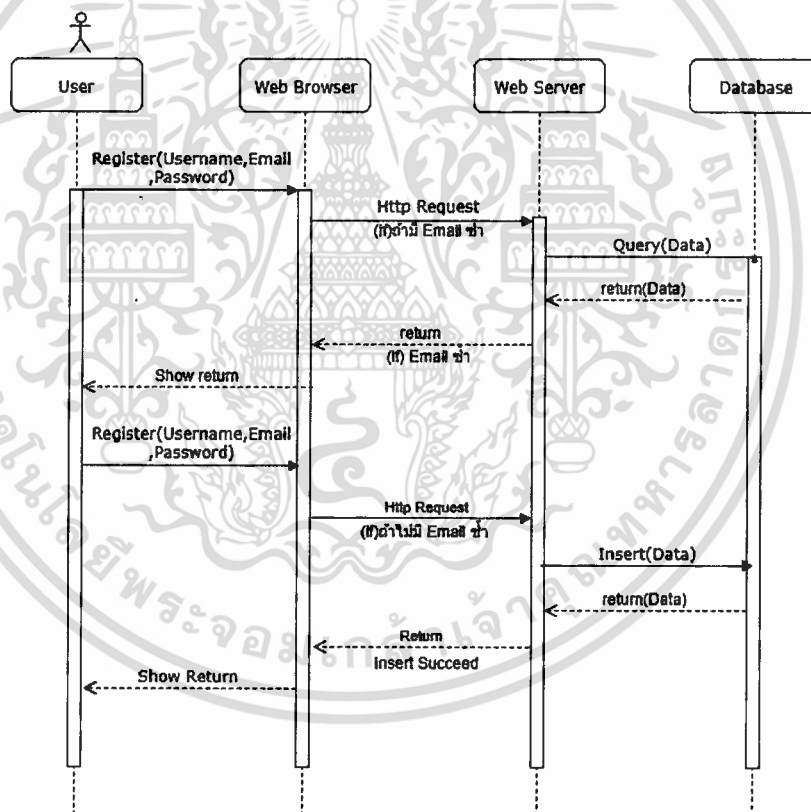 User
Web Browser
Web Server
Database
Register(Username,Email
,Password)
Http Request
(if)ถ้ามี Email ซ้ำ
Query(Data)
return(Data)
return
(if) Email ซ้ำ
Show return
Register(Username,Email
,Password)
Http Request
(if)ถ้าไม่มี Email ซ้ำ
Insert(Data)
return(Data)
Return
Insert Succeed
Show Return